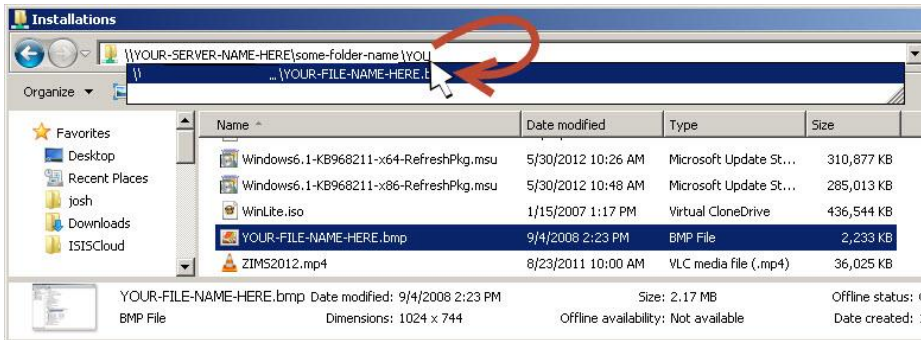 Installations
\\YOUR-SERVER-NAME-HERE\some-folder-name\YOU
\\ ...\YOUR-FILE-NAME-HERE.b
Organize
Favorites
Desktop
Recent Places
josh
Downloads
ISISCloud
Name Date modified Type Size
Windows6.1-KB968211-x64-RefreshPkg.msu 5/30/2012 10:26 AM Microsoft Update St... 310,877 KB
Windows6.1-KB968211-x86-RefreshPkg.msu 5/30/2012 10:48 AM Microsoft Update St... 285,013 KB
WinLite.iso 1/15/2007 1:17 PM Virtual CloneDrive 436,544 KB
YOUR-FILE-NAME-HERE.bmp 9/4/2008 2:23 PM BMP File 2,233 KB
ZIMS2012.mp4 8/23/2011 10:00 AM VLC media file (.mp4) 36,025 KB
YOUR-FILE-NAME-HERE.bmp Date modified: 9/4/2008 2:23 PM Size: 2.17 MB Offline status:
BMP File Dimensions: 1024 x 744 Offline availability: Not available Date created: